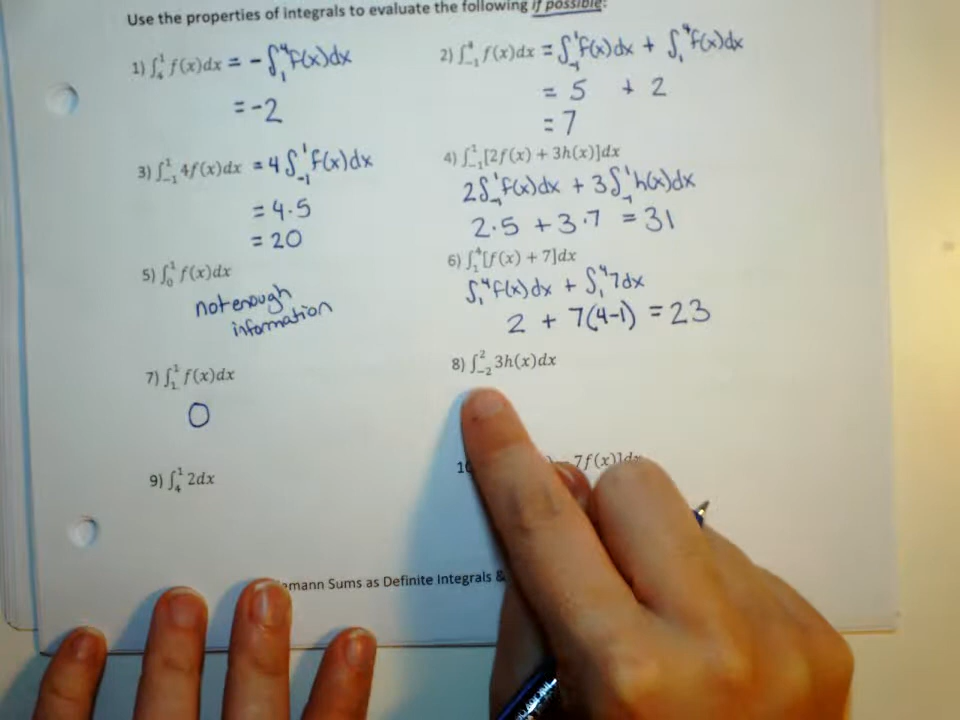 Use the properties of integrals to evaluate the following if possible:
1) ∫₄¹ f(x)dx = -∫₁⁴ f(x)dx
= -2
2) ∫₋₁⁴ f(x)dx = ∫₋₁¹ f(x)dx + ∫₁⁴ f(x)dx
= 5 + 2
= 7
3) ∫₋₁¹ 4f(x)dx = 4∫₋₁¹ f(x)dx
= 4·5
= 20
4) ∫₋₁¹[2f(x) + 3h(x)]dx
2∫₋₁¹ f(x)dx + 3∫₋₁¹ h(x)dx
2·5 + 3·7 = 31
5) ∫₀¹ f(x)dx
not enough
information
6) ∫₁⁴[f(x) + 7]dx
∫₁⁴ f(x)dx + ∫₁⁴ 7dx
2 + 7(4-1) = 23
7) ∫₁¹ f(x)dx
0
8) ∫₋₂² 3h(x)dx
9) ∫₄¹ 2dx
10
7f(x)]dx
Sums as Definite Integrals &